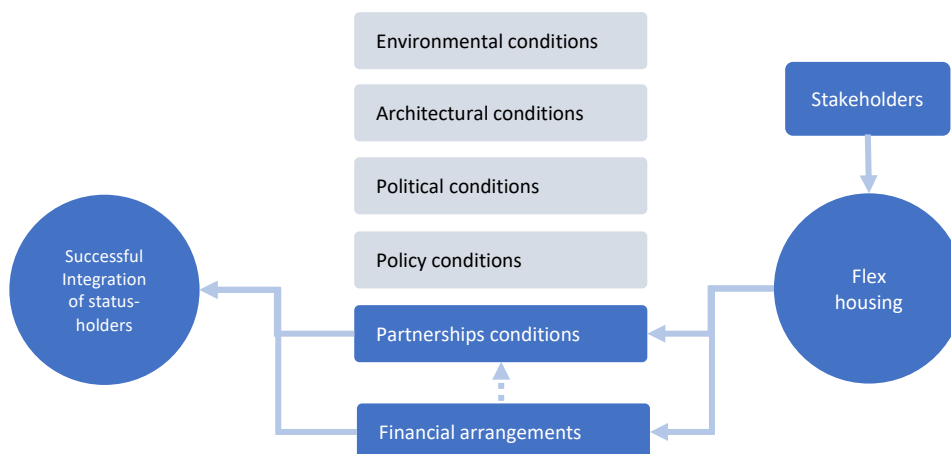 Environmental conditions
Stakeholders
Architectural conditions
Political conditions
Policy conditions
Successful
Integration
of status-
holders
Flex
housing
Partnerships conditions
Financial arrangements